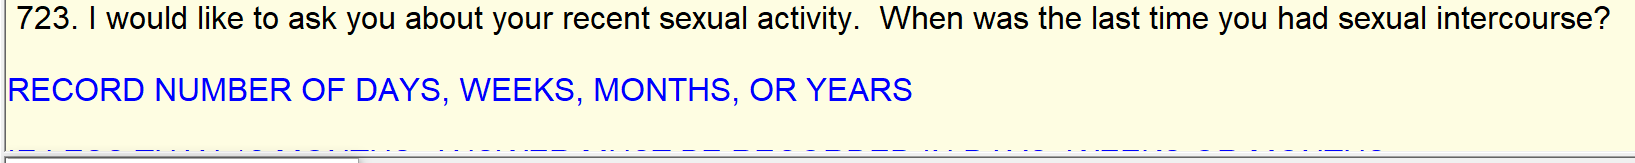 723. I would like to ask you about your recent sexual activity.  When was the last time you had sexual intercourse?
RECORD NUMBER OF DAYS, WEEKS, MONTHS, OR YEARS